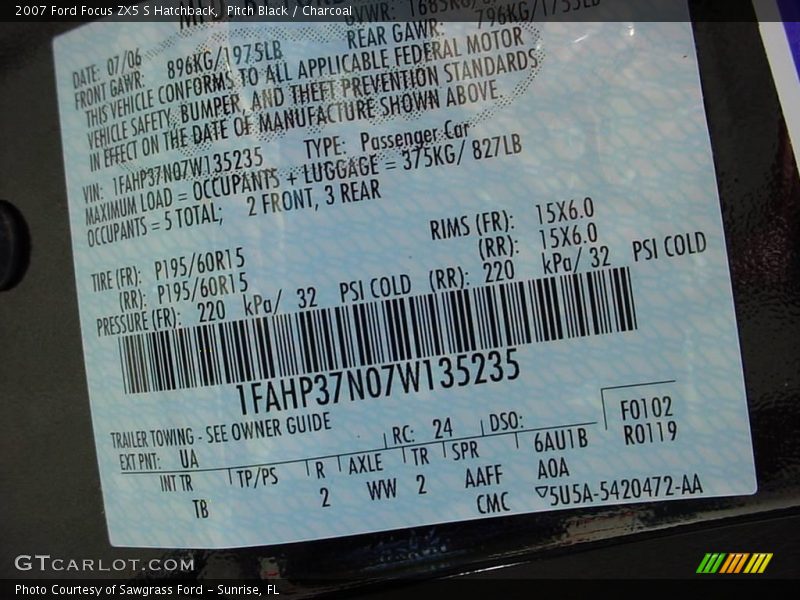 2007 Ford Focus ZX5 S Hatchback, Pitch Black / Charcoal
DATE: 07/06 GVWR:
FRONT GAWR: 896KG/1975LB REAR GAWR: 796KG/1755LB
THIS VEHICLE CONFORMS TO ALL APPLICABLE FEDERAL MOTOR
VEHICLE SAFETY, BUMPER, AND THEFT PREVENTION STANDARDS
IN EFFECT ON THE DATE OF MANUFACTURE SHOWN ABOVE.
VIN: 1FAHP37N07W135235 TYPE: Passenger Car
MAXIMUM LOAD = OCCUPANTS + LUGGAGE = 375KG/ 827LB
OCCUPANTS = 5 TOTAL; 2 FRONT, 3 REAR
TIRE (FR): P195/60R15 RIMS (FR): 15X6.0
(RR): P195/60R15 (RR): 15X6.0
PRESSURE (FR): 220 kPa/ 32 PSI COLD (RR): 220 kPa/ 32 PSI COLD
1FAHP37N07W135235
TRAILER TOWING - SEE OWNER GUIDE
EXT PNT: UA RC: 24 DSO: F0102
INT TR TP/PS R AXLE TR SPR 6AU1B R0119
TB 2 WW 2 AAFF A0A
CMC 5U5A-5420472-AA
GTCARLOT.COM
Photo Courtesy of Sawgrass Ford - Sunrise, FL